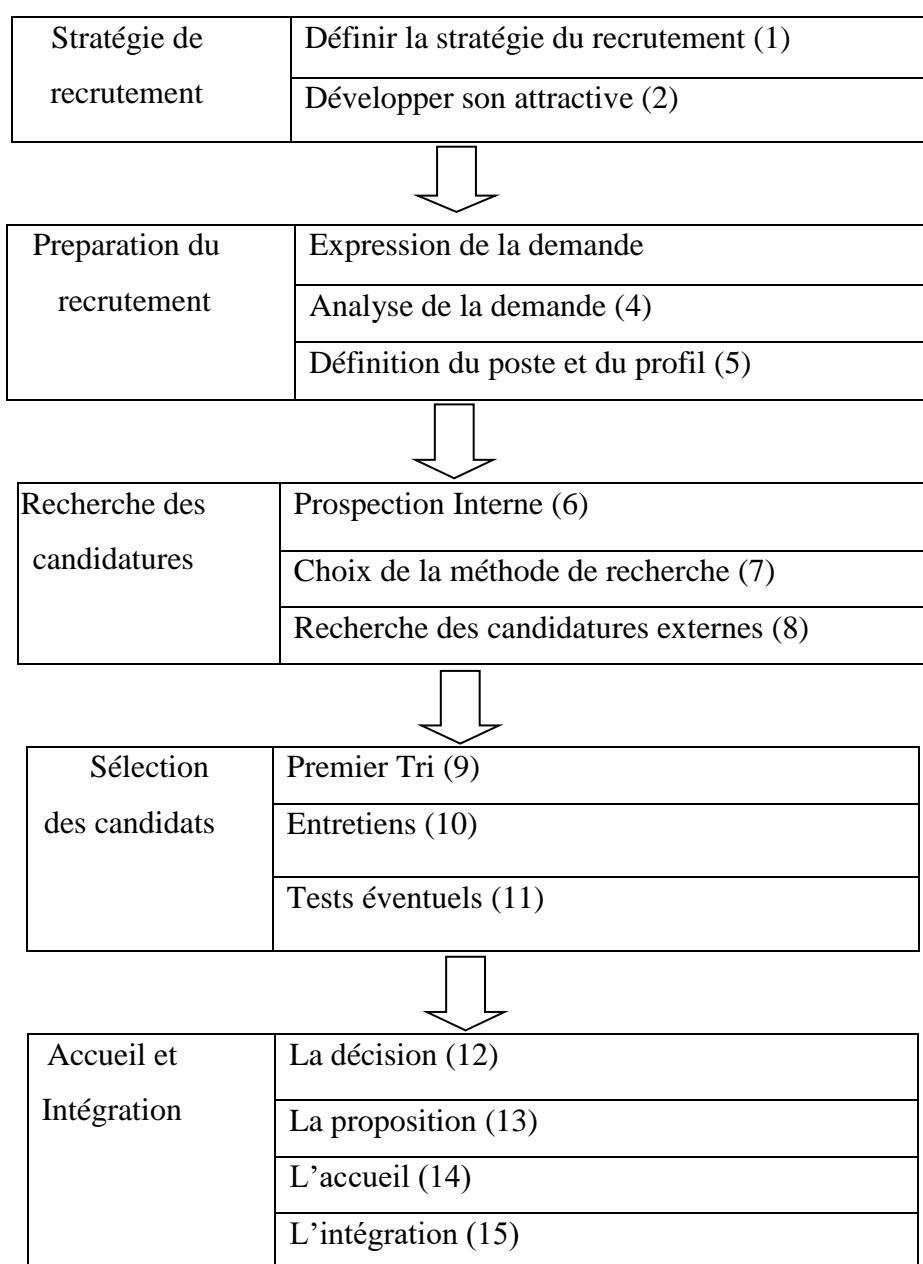 Stratégie de
recrutement
Définir la stratégie du recrutement (1)
Développer son attractive (2)
Preparation du
recrutement
Expression de la demande
Analyse de la demande (4)
Définition du poste et du profil (5)
Recherche des
candidatures
Prospection Interne (6)
Choix de la méthode de recherche (7)
Recherche des candidatures externes (8)
Sélection
des candidats
Premier Tri (9)
Entretiens (10)
Tests éventuels (11)
Accueil et
Intégration
La décision (12)
La proposition (13)
L’accueil (14)
L’intégration (15)